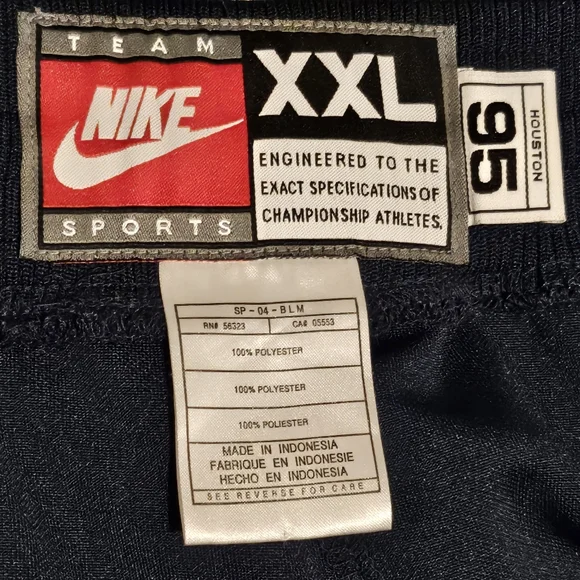 TEAM
NIKE
SPORTS
XXL
ENGINEERED TO THE
EXACT SPECIFICATIONS OF
CHAMPIONSHIP ATHLETES.
HOUSTON
95
SP-04-BLM
RN# 56323 CA# 05553
100% POLYESTER
100% POLYESTER
100% POLIESTER
MADE IN INDONESIA
FABRIQUE EN INDONESIE
HECHO EN INDONESIA
SEE REVERSE FOR CARE